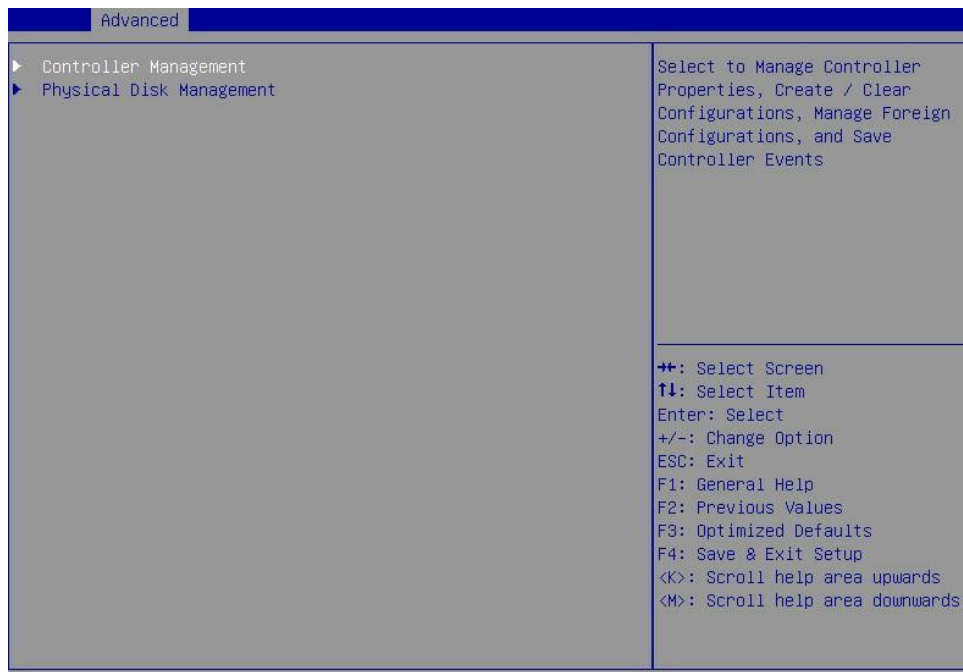 Advanced
Controller Management
Physical Disk Management
Select to Manage Controller
Properties, Create / Clear
Configurations, Manage Foreign
Configurations, and Save
Controller Events
→←: Select Screen
↑↓: Select Item
Enter: Select
+/-: Change Option
ESC: Exit
F1: General Help
F2: Previous Values
F3: Optimized Defaults
F4: Save & Exit Setup
<K>: Scroll help area upwards
<M>: Scroll help area downwards